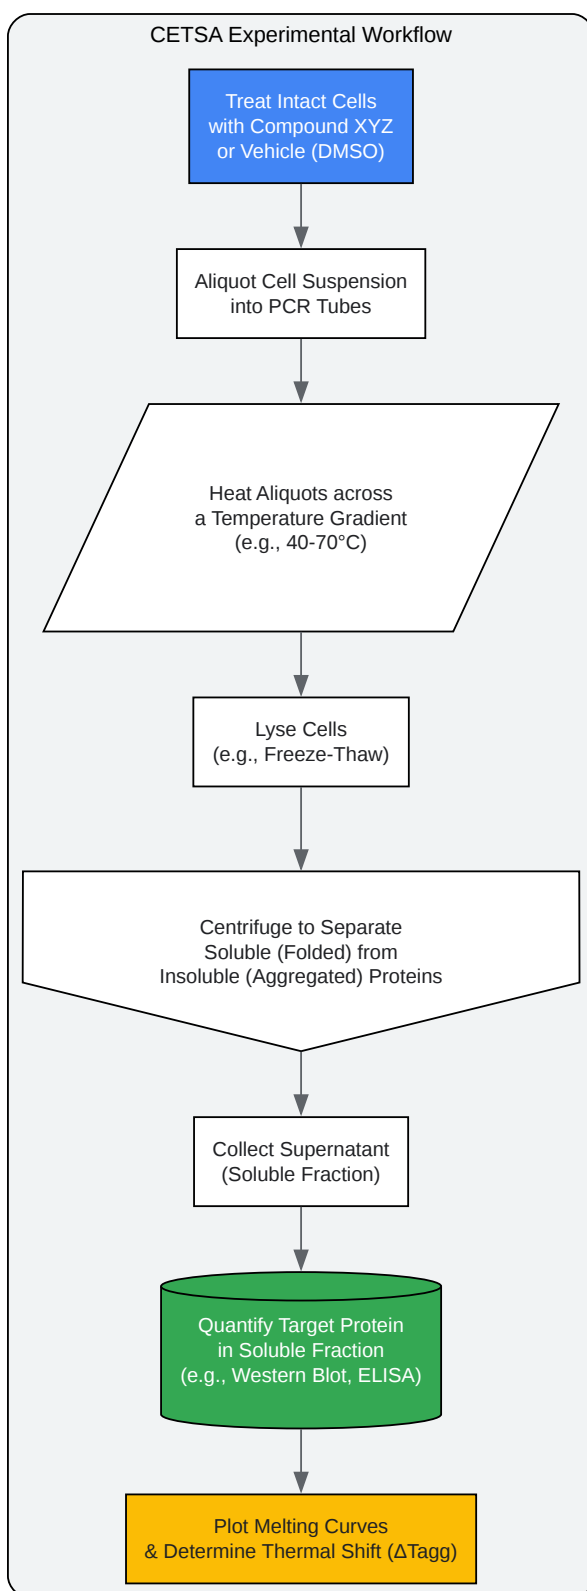 CETSA Experimental Workflow
Treat Intact Cells
with Compound XYZ
or Vehicle (DMSO)
Aliquot Cell Suspension
into PCR Tubes
Heat Aliquots across
a Temperature Gradient
(e.g., 40-70°C)
Lyse Cells
(e.g., Freeze-Thaw)
Centrifuge to Separate
Soluble (Folded) from
Insoluble (Aggregated) Proteins
Collect Supernatant
(Soluble Fraction)
Quantify Target Protein
in Soluble Fraction
(e.g., Western Blot, ELISA)
Plot Melting Curves
& Determine Thermal Shift (ΔTagg)